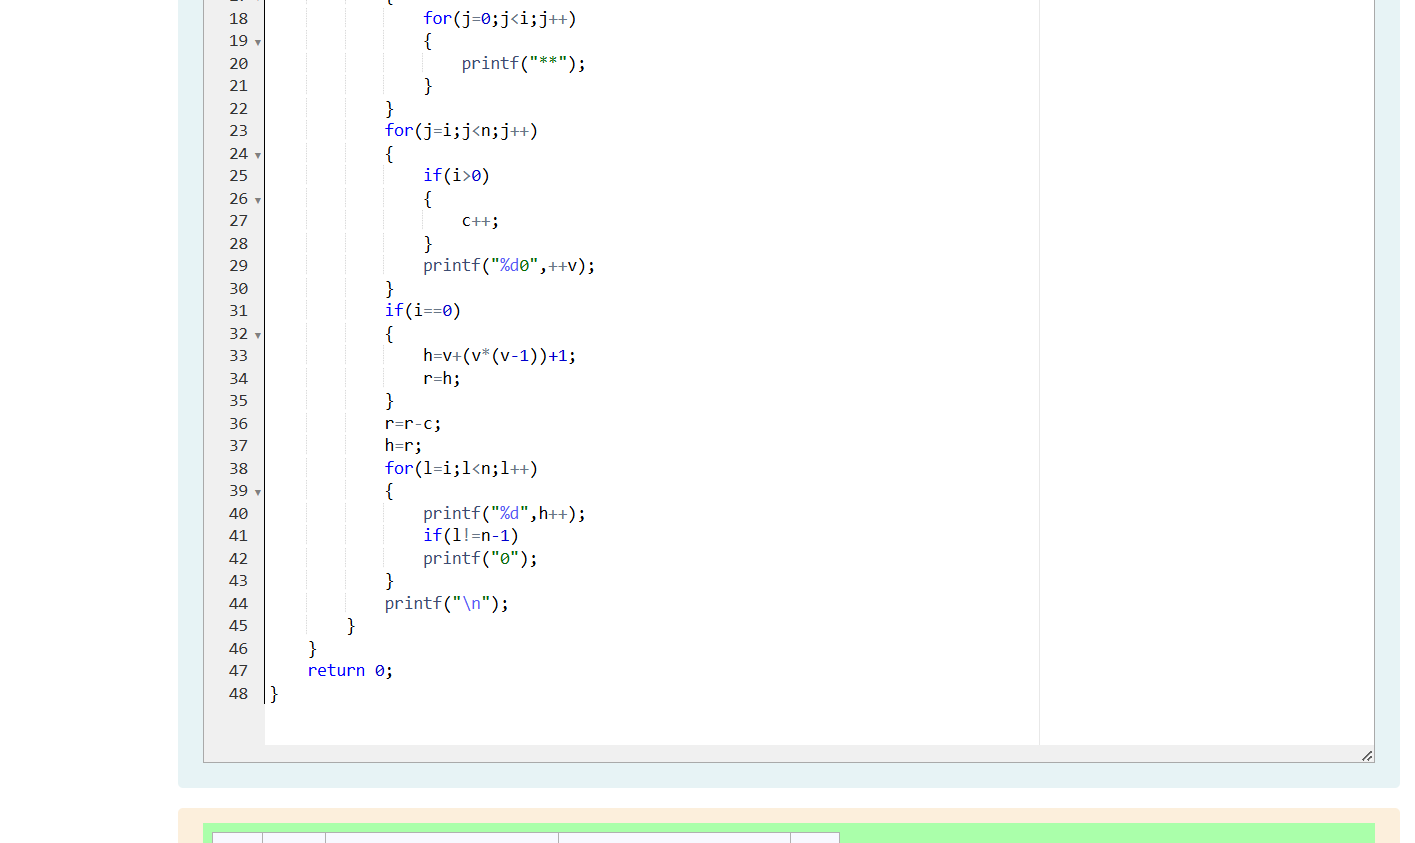 18 for(j=0;j<i;j++)
19 {
20 printf("**");
21 }
22 }
23 for(j=i;j<n;j++)
24 {
25 if(i>0)
26 {
27 c++;
28 }
29 printf("%d0",++v);
30 }
31 if(i==0)
32 {
33 h=v+(v*(v-1))+1;
34 r=h;
35 }
36 r=r-c;
37 h=r;
38 for(l=i;l<n;l++)
39 {
40 printf("%d",h++);
41 if(l!=n-1)
42 printf("0");
43 }
44 printf("\n");
45 }
46 }
47 return 0;
48 }